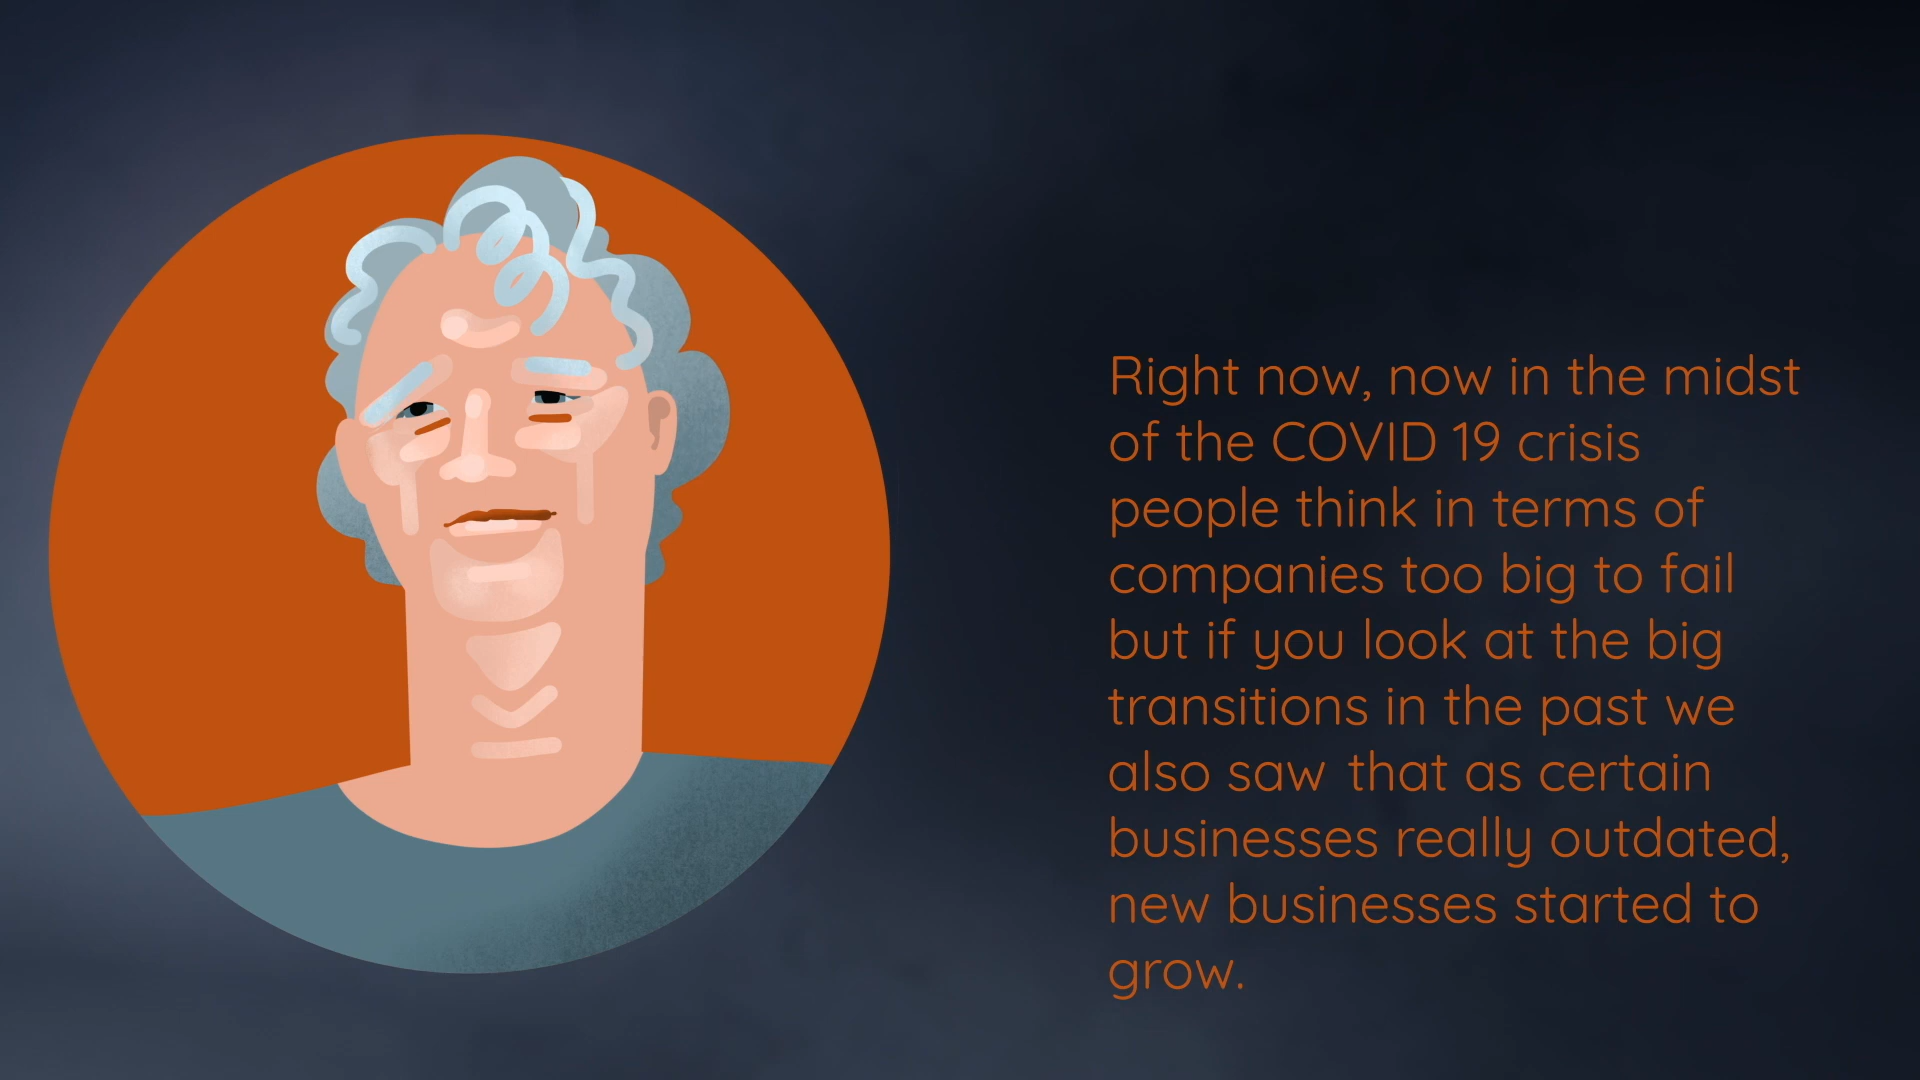 Right now, now in the midst
of the COVID 19 crisis
people think in terms of
companies too big to fail
but if you look at the big
transitions in the past we
also saw that as certain
businesses really outdated,
new businesses started to
grow.